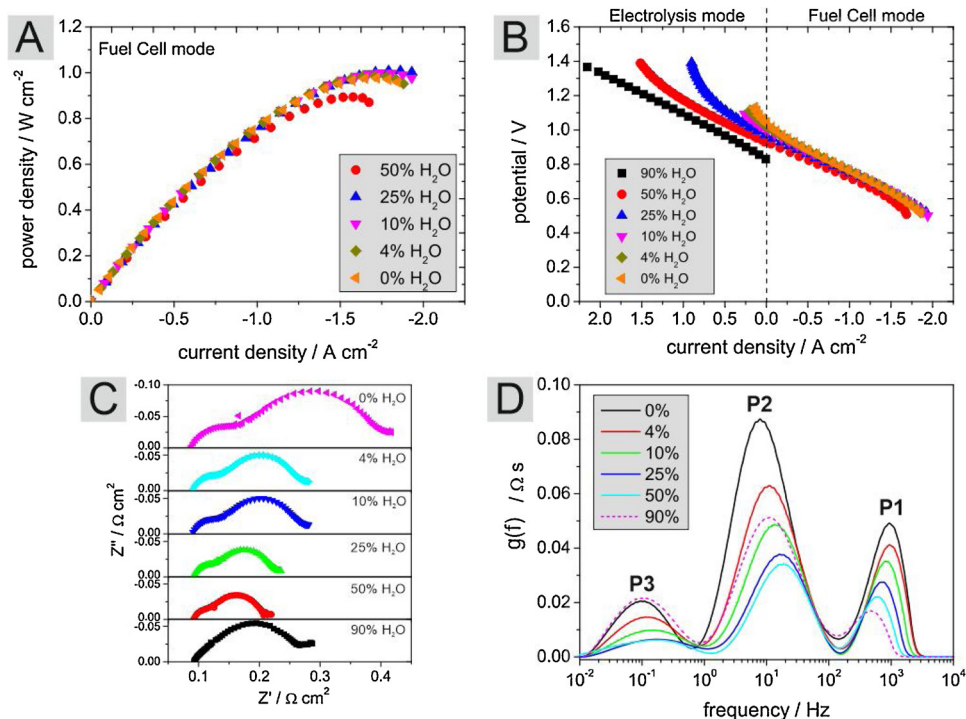 A
Fuel Cell mode
power density / W cm⁻²
1.2
1.0
0.8
0.6
0.4
0.2
0.0
50% H₂O
25% H₂O
10% H₂O
4% H₂O
0% H₂O
0.0 -0.5 -1.0 -1.5 -2.0
current density / A cm⁻²
Electrolysis mode Fuel Cell mode
B
potential / V
1.6
1.4
1.2
1.0
0.8
0.6
0.4
0.2
0.0
90% H₂O
50% H₂O
25% H₂O
10% H₂O
4% H₂O
0% H₂O
2.0 1.5 1.0 0.5 0.0 -0.5 -1.0 -1.5 -2.0
current density / A cm⁻²
C
Z'' / Ω cm²
-0.10
-0.05
0.00
0% H₂O
-0.05
0.00
4% H₂O
-0.05
0.00
10% H₂O
-0.05
0.00
25% H₂O
-0.05
0.00
50% H₂O
-0.05
0.00
90% H₂O
0.1 0.2 0.3 0.4
Z' / Ω cm²
D
g(f) / Ω s
0.10
0.08
0.06
0.04
0.02
0.00
0%
4%
10%
25%
50%
90%
P2
P1
P3
10⁻² 10⁻¹ 10⁰ 10¹ 10² 10³ 10⁴
frequency / Hz